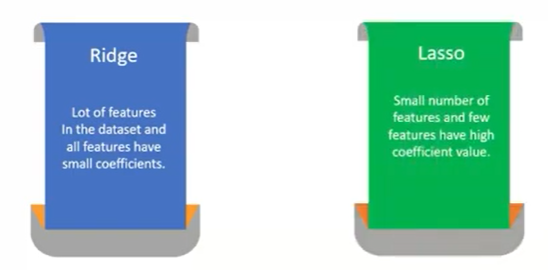 Ridge
Lot of features
In the dataset and
all features have
small coefficients.
Lasso
Small number of
features and few
features have high
coefficient value.